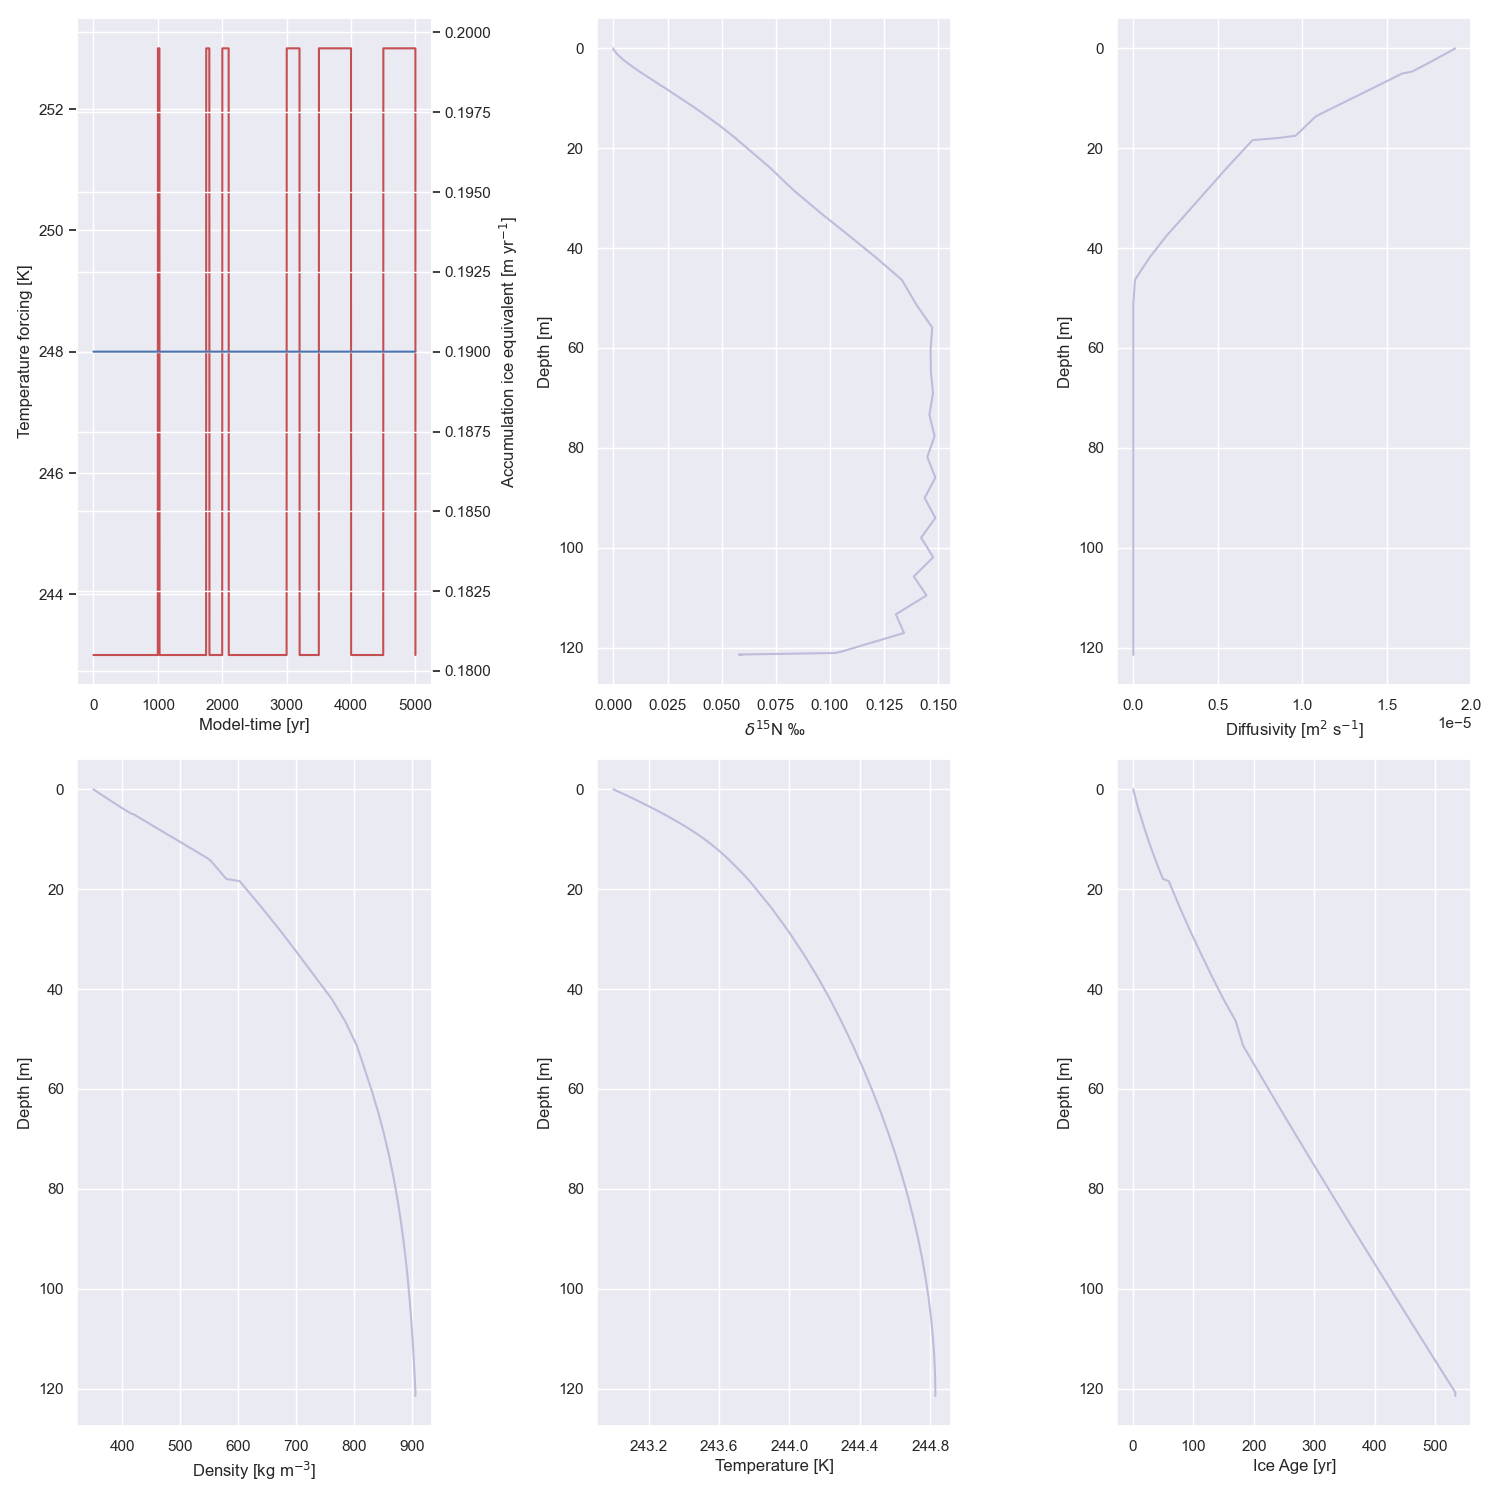 252
250
248
246
244
Temperature forcing [K]
0.2000
0.1975
0.1950
0.1925
0.1900
0.1875
0.1850
0.1825
0.1800
Accumulation ice equivalent [m yr⁻¹]
0 1000 2000 3000 4000 5000
Model-time [yr]
0
20
40
60
80
100
120
Depth [m]
0.000 0.025 0.050 0.075 0.100 0.125 0.150
δ¹⁵N ‰
0
20
40
60
80
100
120
Depth [m]
0.0 0.5 1.0 1.5 2.0
1e−5
Diffusivity [m² s⁻¹]
0
20
40
60
80
100
120
Depth [m]
400 500 600 700 800 900
Density [kg m⁻³]
0
20
40
60
80
100
120
Depth [m]
243.2 243.6 244.0 244.4 244.8
Temperature [K]
0
20
40
60
80
100
120
Depth [m]
0 100 200 300 400 500
Ice Age [yr]